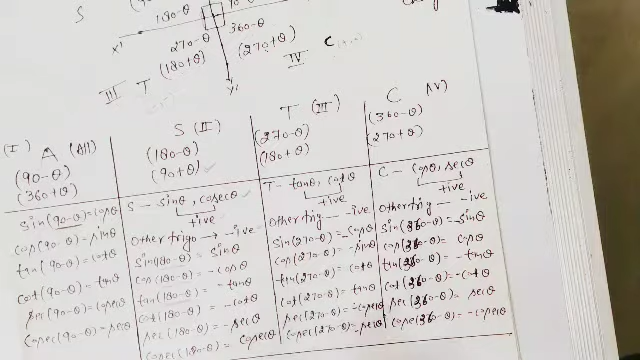 S
180-θ
270-θ
(180+θ)
III T
X'
Y'
360-θ
(270+θ)
IV C
(I) A (All)
(90-θ)
(360+θ)
sin(90-θ)=cosθ
cos(90-θ)=sinθ
tan(90-θ)=cotθ
cot(90-θ)=tanθ
sec(90-θ)=cosecθ
cosec(90-θ)=secθ
S (II)
(180-θ)
(90+θ) ✓
S - sinθ, cosecθ ✓
+ive
Other trigo → -ive
Sin(180-θ) = Sinθ
cos(180-θ) = -cosθ
tan(180-θ) = -tanθ
cot(180-θ) = -cotθ
sec(180-θ) = -secθ
cosec(180-θ) = cosecθ
T (III)
(270-θ)
(180+θ)
T- tanθ, cotθ
+ive
Other trig - -ive
Sin(270-θ) = -cosθ
cos(270-θ) = -sinθ
tan(270-θ) = cotθ
cot(270-θ) = tanθ
sec(270-θ) = -cosecθ
cosec(270-θ) = -secθ
C (IV)
(360-θ)
(270+θ)
C - cosθ, secθ
+ive
Other trig - -ive
Sin(360-θ) = -Sinθ
cos(360-θ) = cosθ
tan(360-θ) = -tanθ
cot(360-θ) = -cotθ
sec(360-θ) = secθ
cosec(360-θ) = -cosecθ